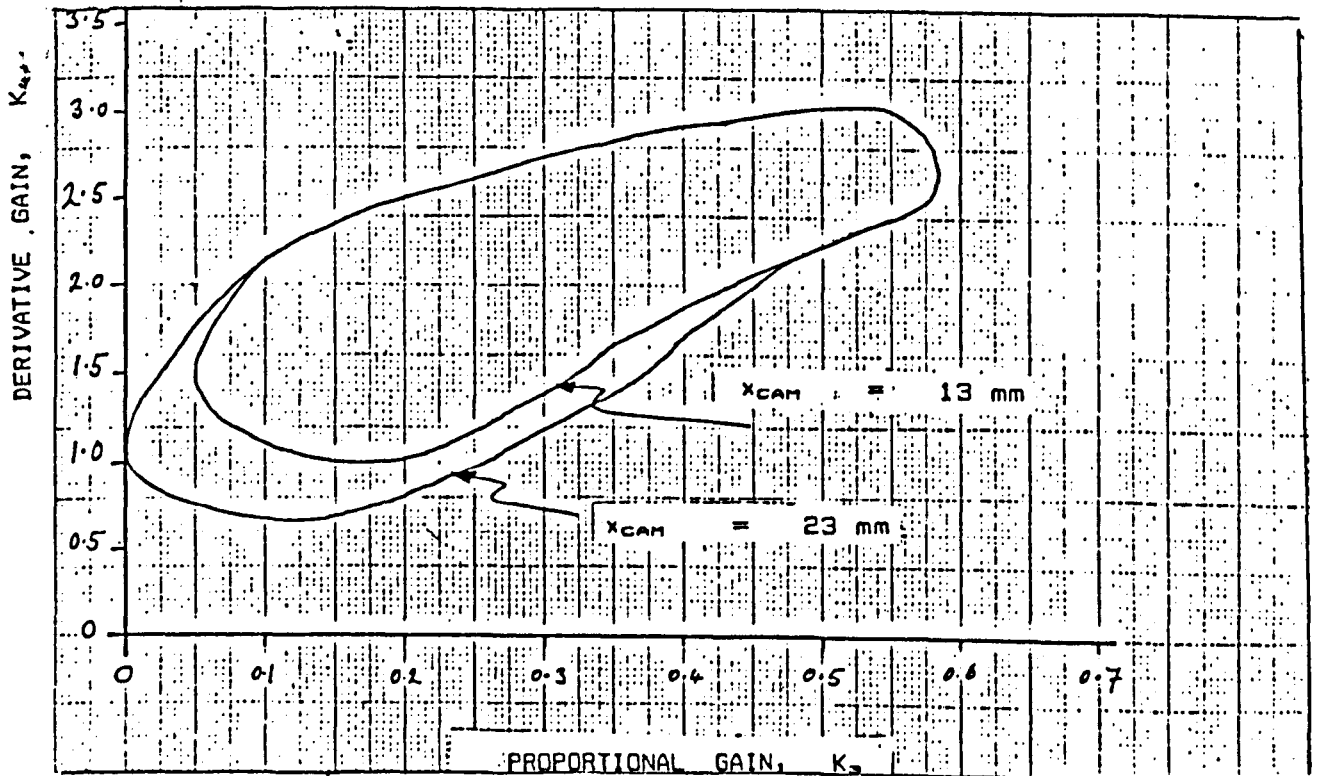 3.5
3.0
2.5
2.0
1.5
1.0
0.5
0
DERIVATIVE GAIN, K₄
xCAM = 13 mm
xCAM = 23 mm
0 0.1 0.2 0.3 0.4 0.5 0.6 0.7
PROPORTIONAL GAIN, K₃